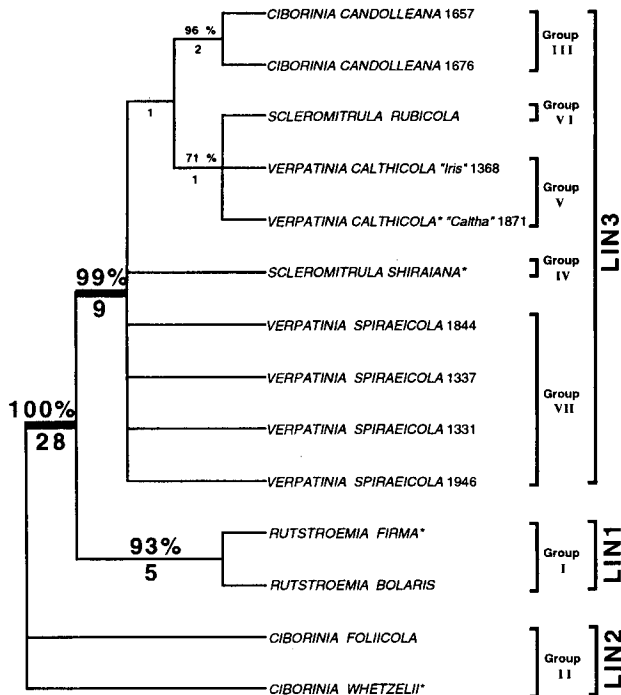 CIBORINIA CANDOLLEANA 1657
96 %
2
Group
III
CIBORINIA CANDOLLEANA 1676
1
SCLEROMITRULA RUBICOLA
Group
VI
71 %
1
VERPATINIA CALTHICOLA "Iris" 1368
Group
V
VERPATINIA CALTHICOLA* "Caltha" 1871
LIN3
99%
9
SCLEROMITRULA SHIRAIANA*
Group
IV
VERPATINIA SPIRAEICOLA 1844
VERPATINIA SPIRAEICOLA 1337
Group
VII
100%
28
VERPATINIA SPIRAEICOLA 1331
VERPATINIA SPIRAEICOLA 1946
RUTSTROEMIA FIRMA*
93%
5
Group
I
LIN1
RUTSTROEMIA BOLARIS
CIBORINIA FOLIICOLA
Group
II
LIN2
CIBORINIA WHETZELII*